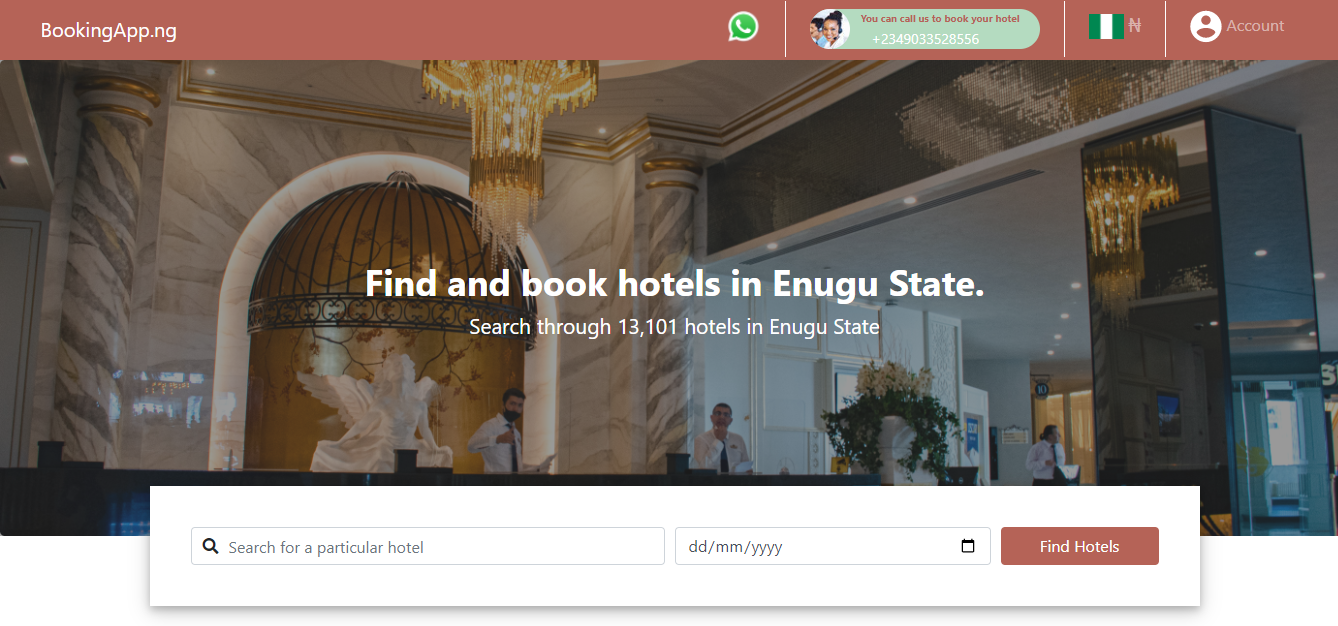 BookingApp.ng
You can call us to book your hotel
+2349033528556
₦
Account
10
Find and book hotels in Enugu State.
Search through 13,101 hotels in Enugu State
Search for a particular hotel
dd/mm/yyyy
Find Hotels